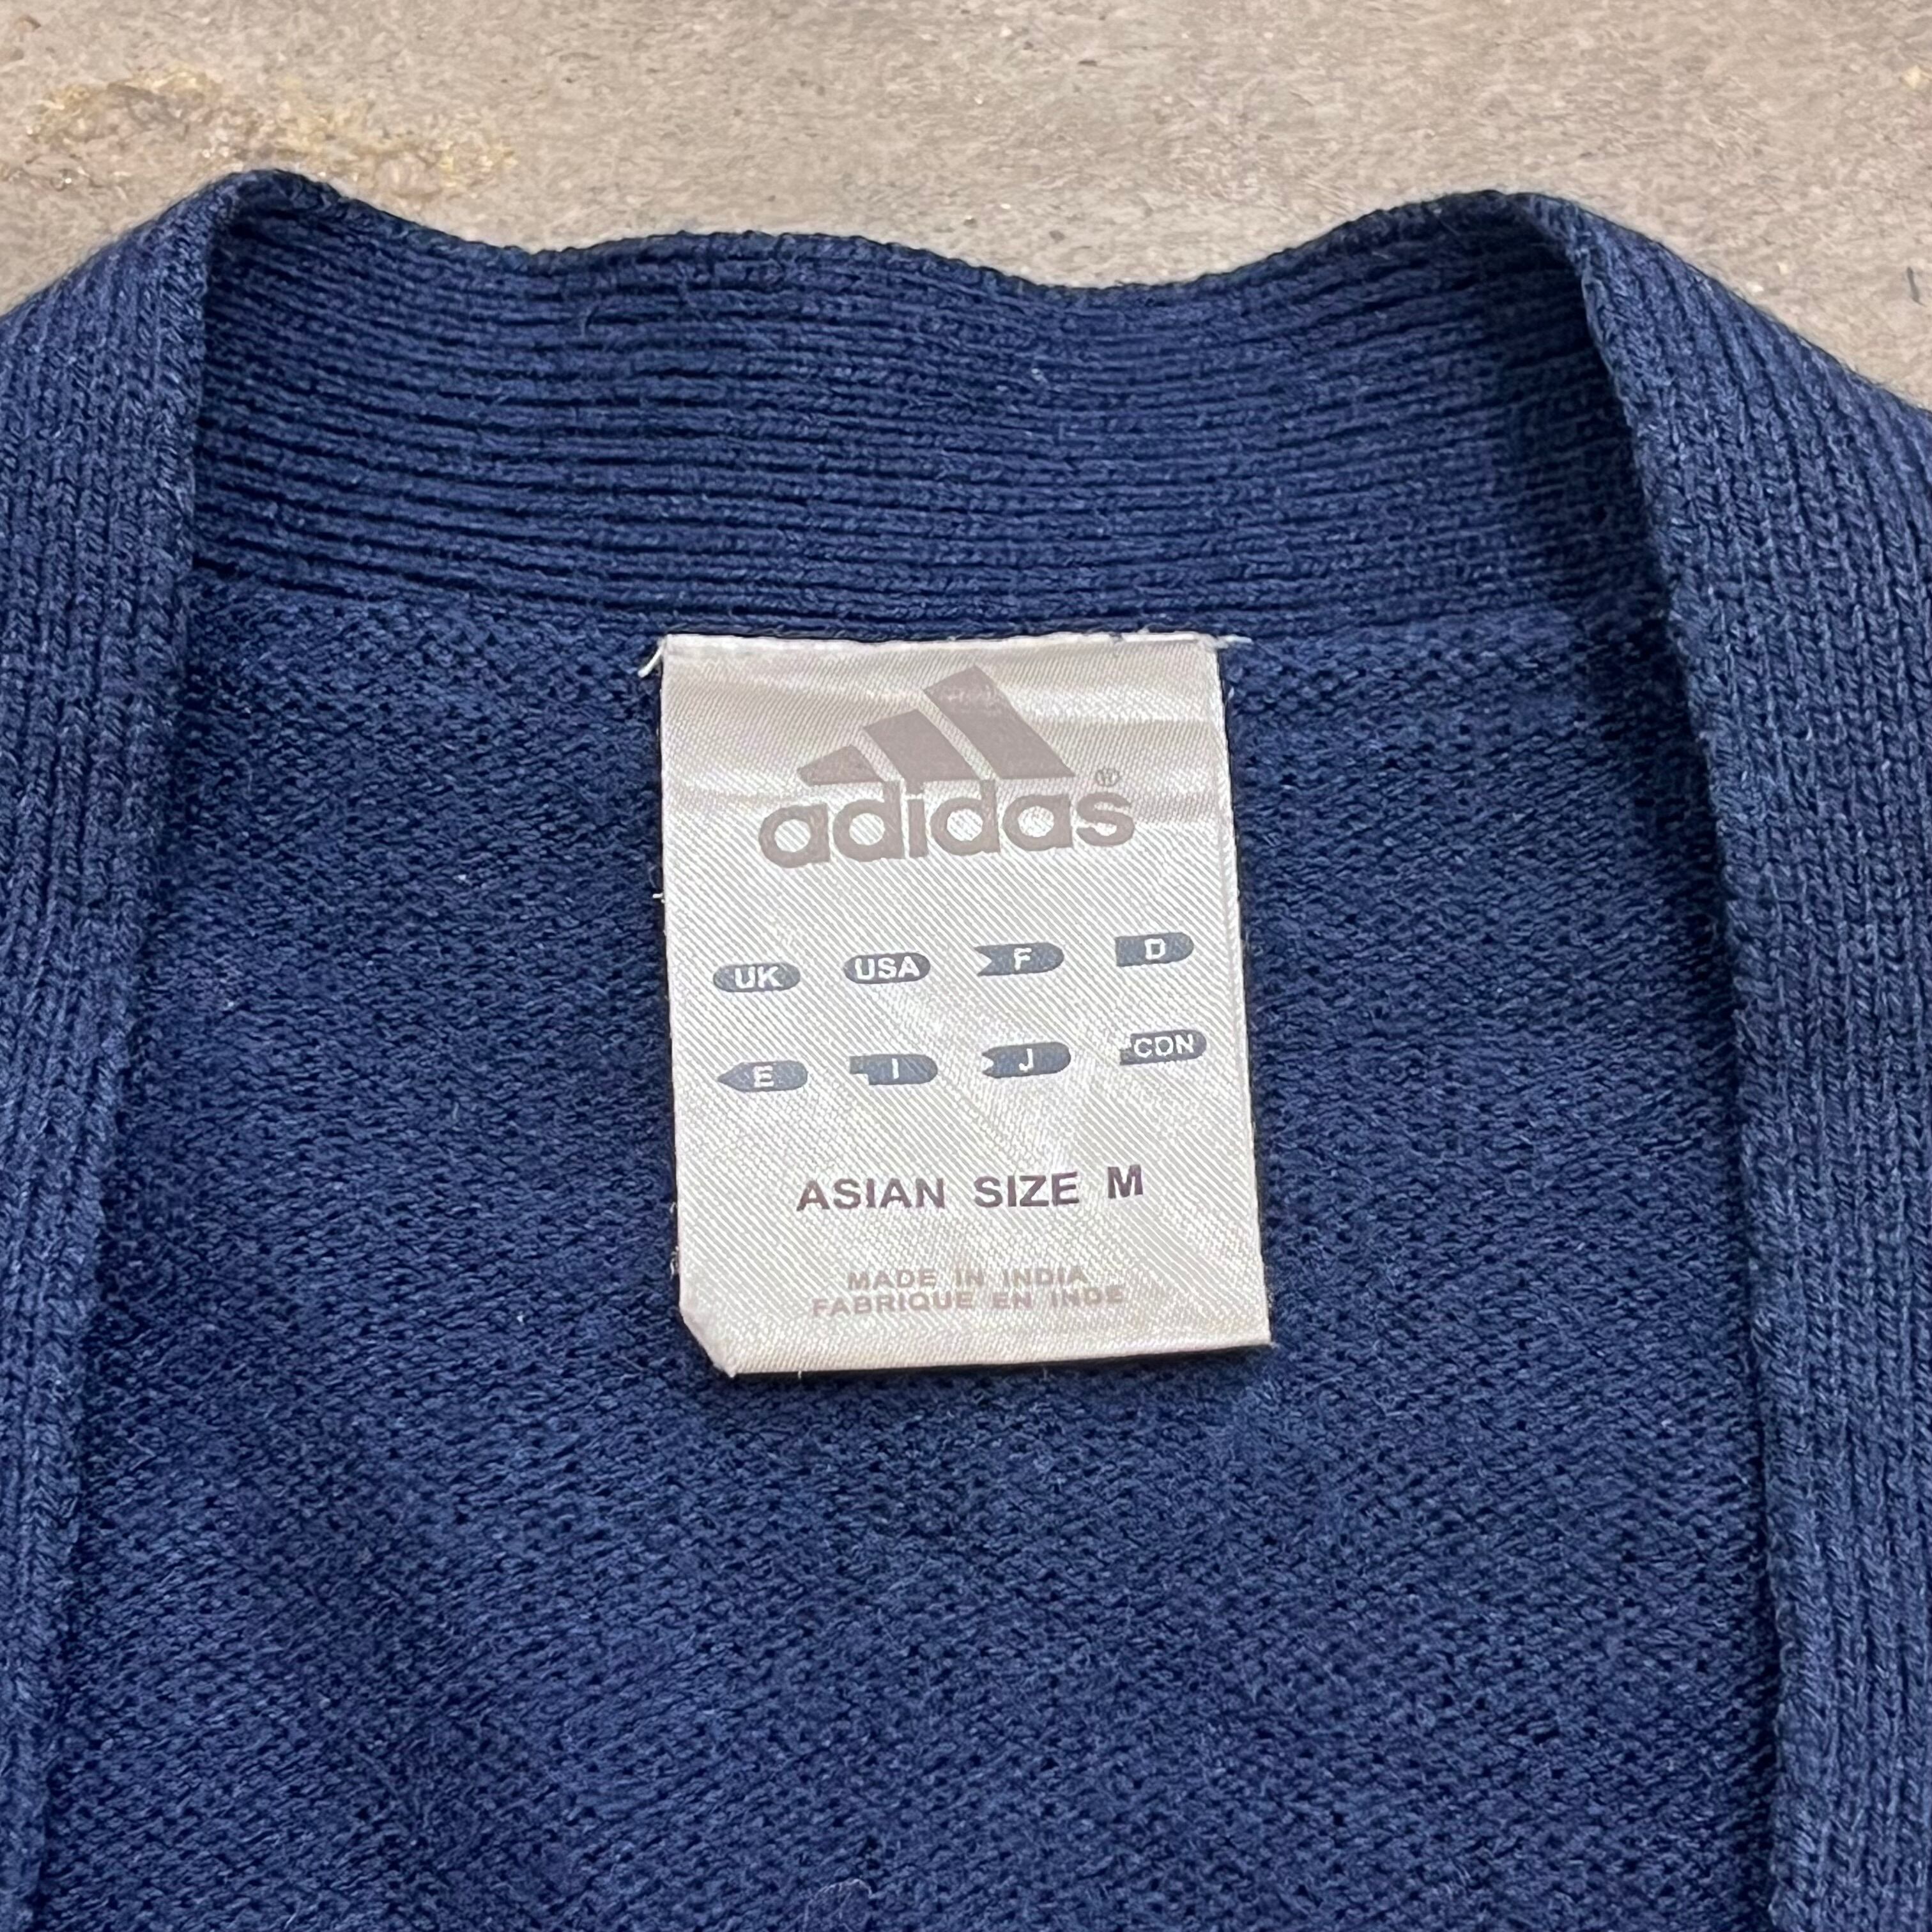 adidas®
UK USA F D
E I J CDN
ASIAN SIZE M
MADE IN INDIA
FABRIQUE EN INDE